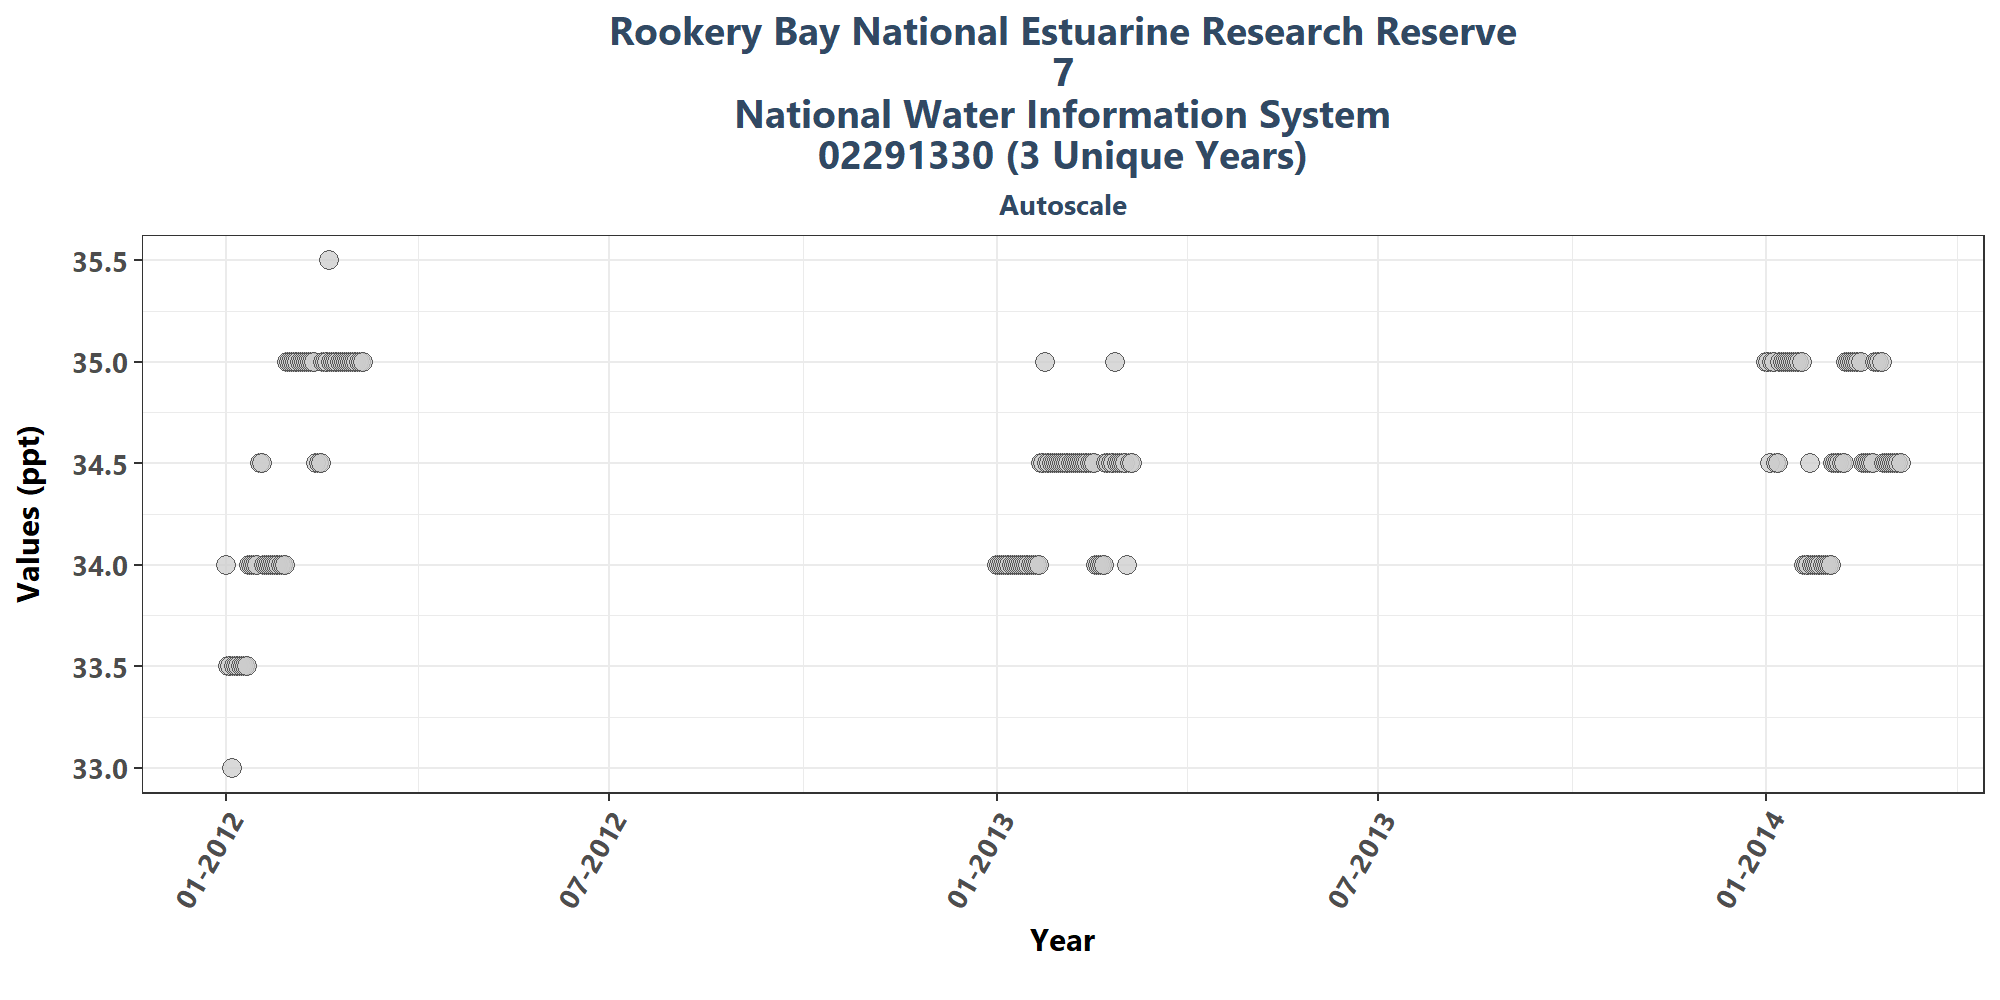 Rookery Bay National Estuarine Research Reserve
7
National Water Information System
02291330 (3 Unique Years)
Autoscale
35.5
35.0
34.5
34.0
33.5
33.0
Values (ppt)
01-2012
07-2012
01-2013
07-2013
01-2014
Year